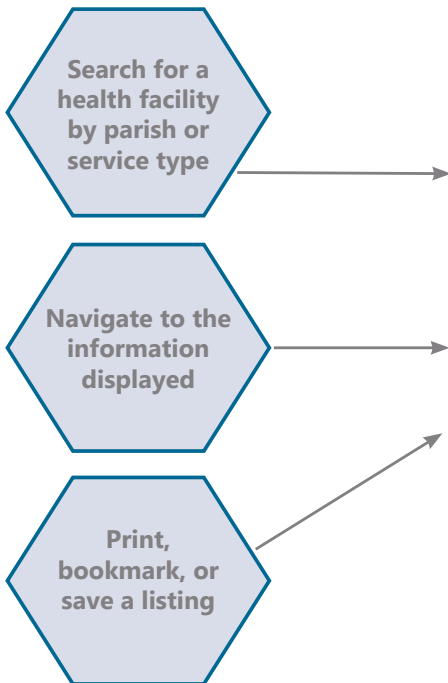 Search for a
health facility
by parish or
service type
Navigate to the
information
displayed
Print,
bookmark, or
save a listing